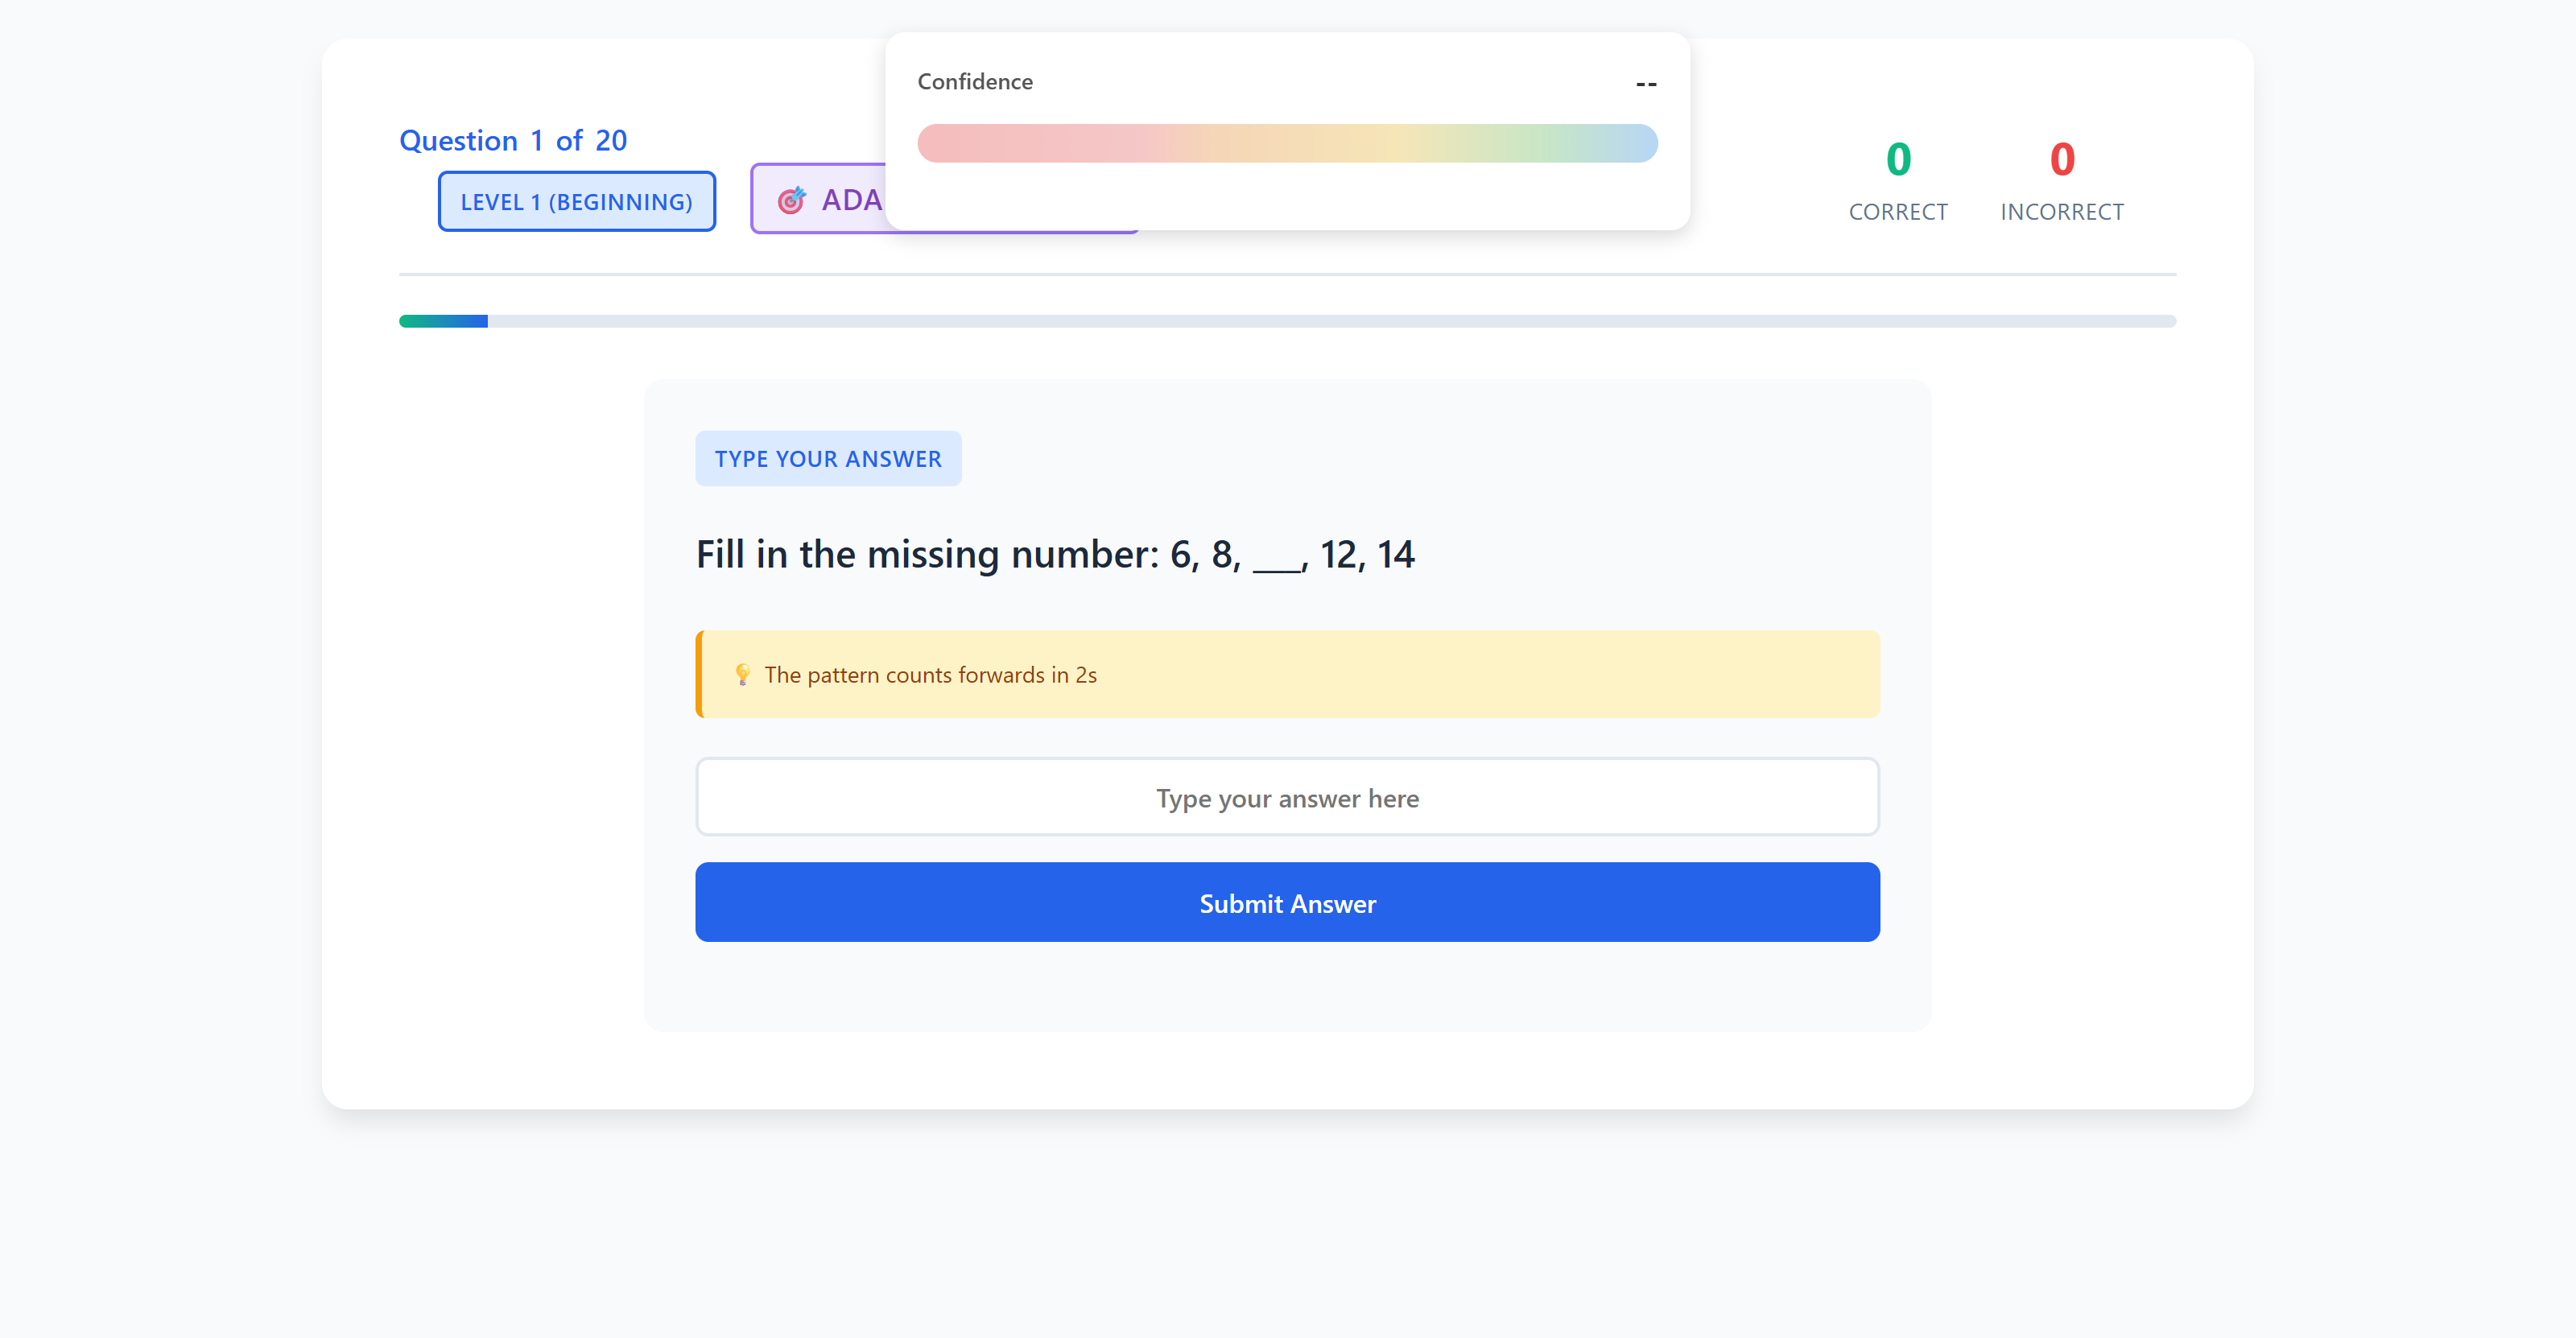 Confidence --
Question 1 of 20
LEVEL 1 (BEGINNING)
0 0
CORRECT INCORRECT
TYPE YOUR ANSWER
Fill in the missing number: 6, 8, ___, 12, 14
💡 The pattern counts forwards in 2s
Type your answer here
Submit Answer